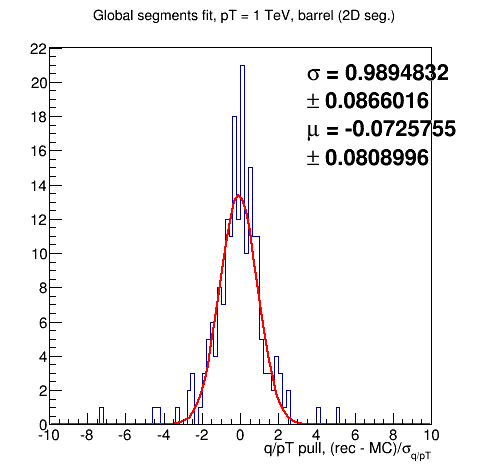 Global segments fit, pT = 1 TeV, barrel (2D seg.)
σ = 0.9894832
± 0.0866016
μ = -0.0725755
± 0.0808996
22
20
18
16
14
12
10
8
6
4
2
0
-10 -8 -6 -4 -2 0 2 4 6 8 10
q/pT pull, (rec - MC)/σq/pT